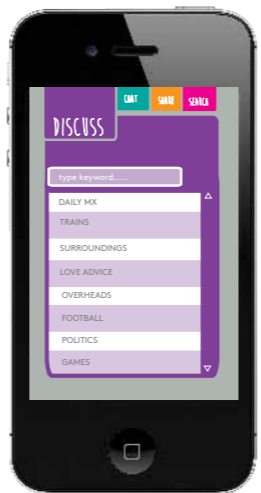 CHAT SHARE SEARCH
DISCUSS
type keyword......
DAILY MX
TRAINS
SURROUNDINGS
LOVE ADVICE
OVERHEADS
FOOTBALL
POLITICS
GAMES